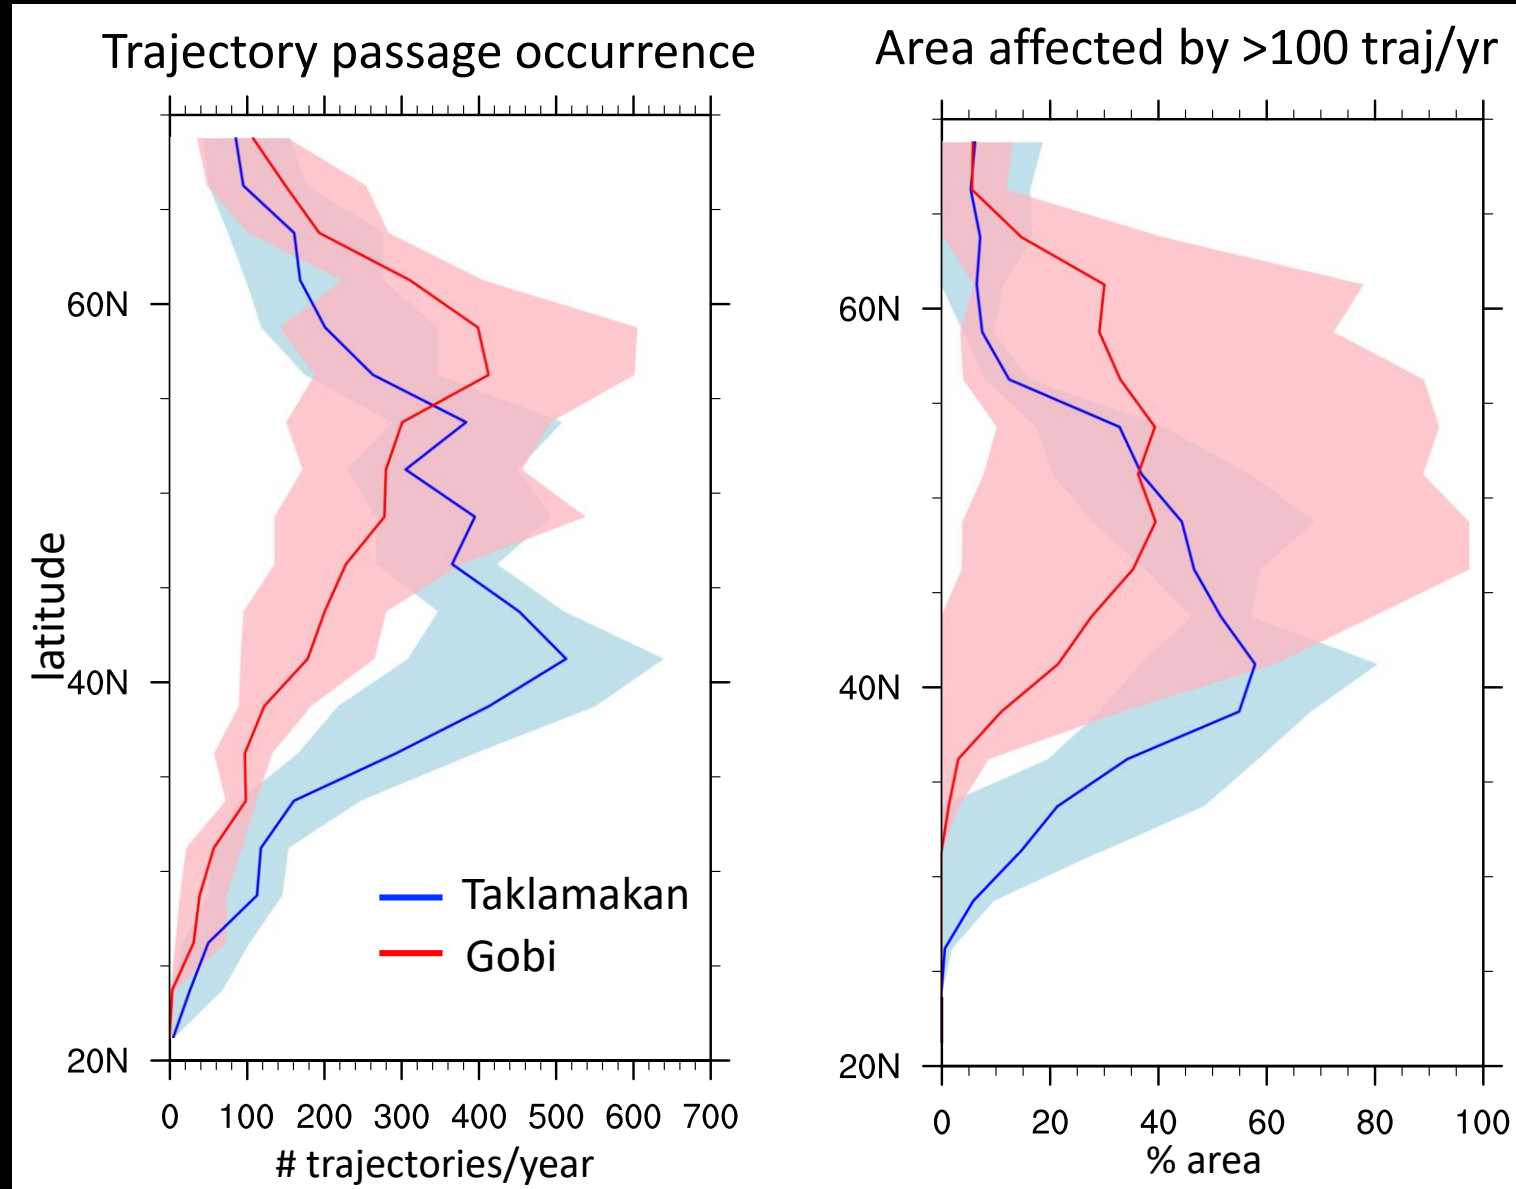 Trajectory passage occurrence
Area affected by >100 traj/yr
latitude
60N
40N
20N
0 100 200 300 400 500 600 700
# trajectories/year
Taklamakan
Gobi
60N
40N
20N
0 20 40 60 80 100
% area